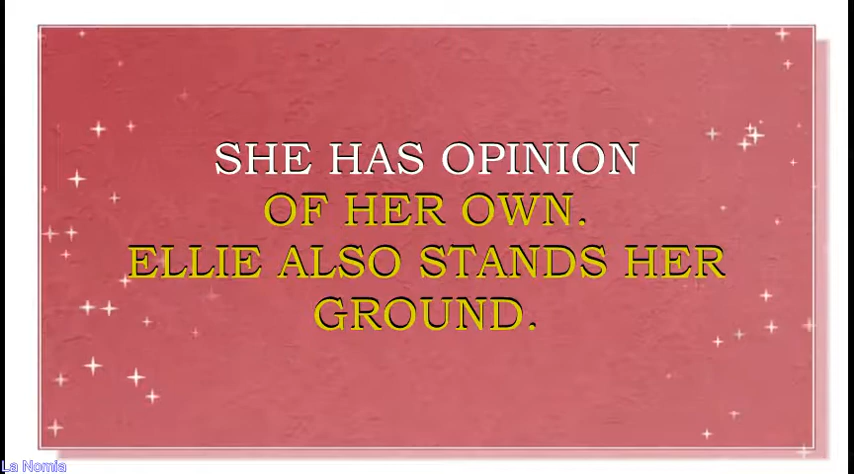 SHE HAS OPINION
OF HER OWN.
ELLIE ALSO STANDS HER
GROUND.
La Nomia